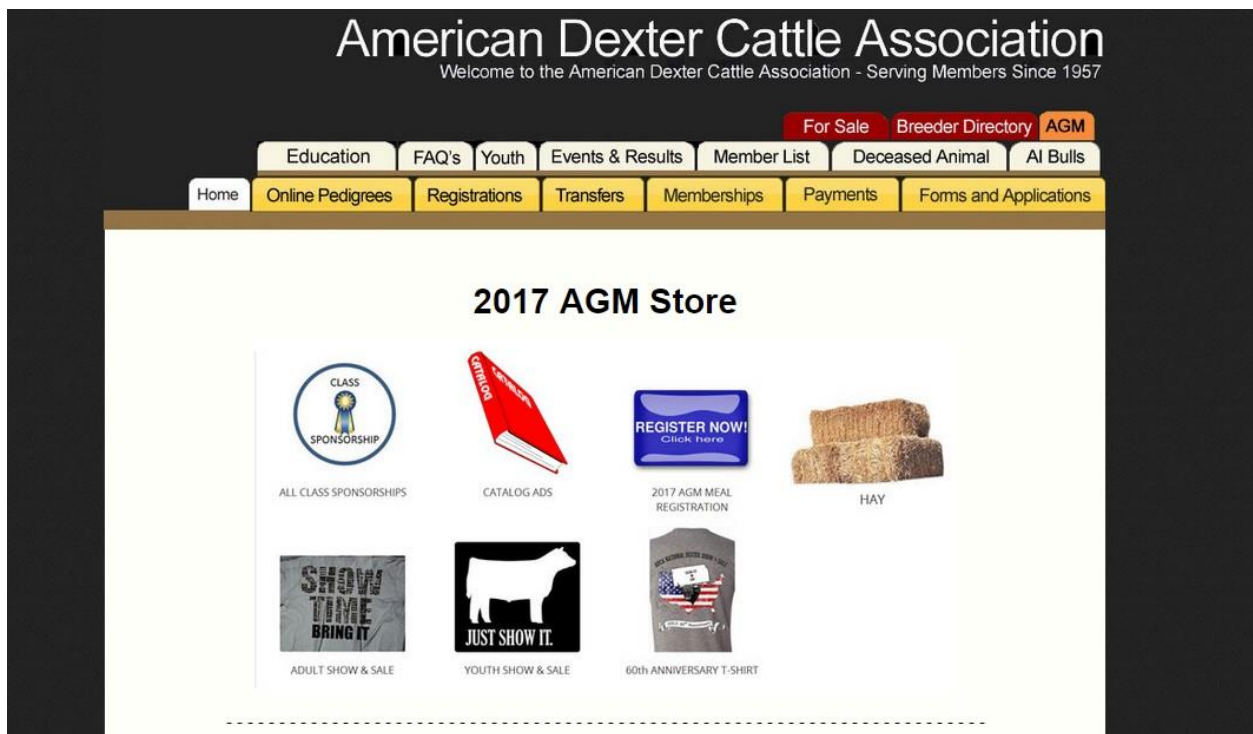 American Dexter Cattle Association
Welcome to the American Dexter Cattle Association - Serving Members Since 1957
For Sale Breeder Directory AGM
Education FAQ's Youth Events & Results Member List Deceased Animal AI Bulls
Home Online Pedigrees Registrations Transfers Memberships Payments Forms and Applications
2017 AGM Store
CLASS
SPONSORSHIP
CATALOG
CATALOG
REGISTER NOW!
Click here
ALL CLASS SPONSORSHIPS
CATALOG ADS
2017 AGM MEAL
REGISTRATION
HAY
SHOW
TIME
BRING IT
JUST SHOW IT.
ADULT SHOW & SALE
YOUTH SHOW & SALE
60th ANNIVERSARY T-SHIRT